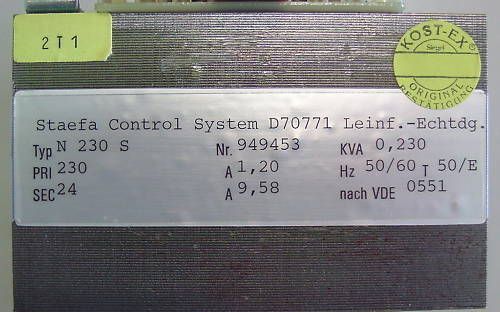 2T1
KOST-EX®
Siegel
ORIGINAL
BESTÄTIGUNG
Staefa Control System D70771 Leinf.-Echtdg.
Typ N 230 S Nr. 949453 KVA 0,230
PRI 230 A 1,20 Hz 50/60 T 50/E
SEC 24 A 9,58 nach VDE 0551